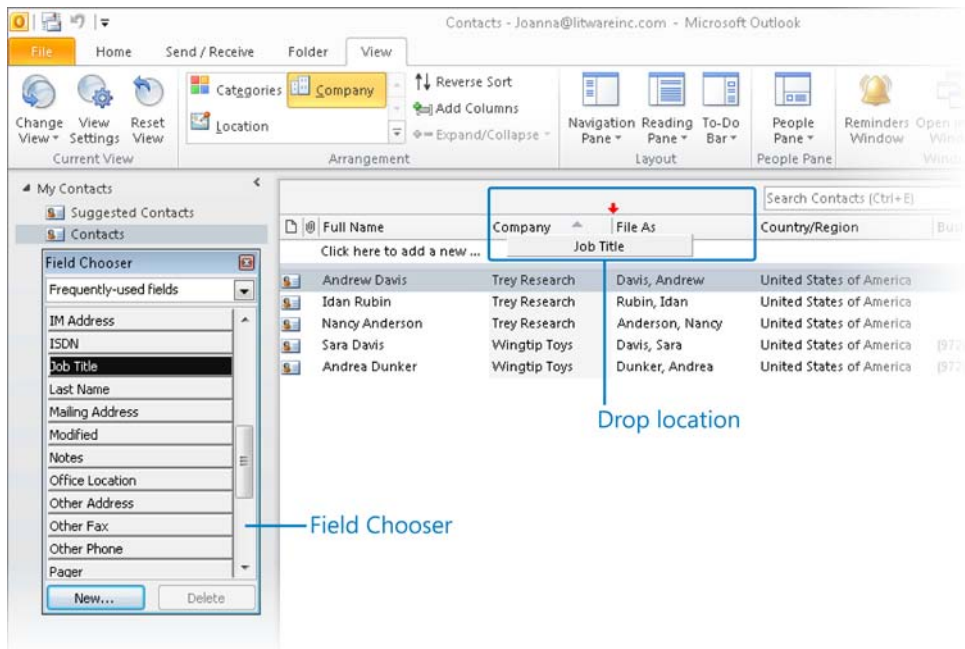 Contacts - Joanna@litwareinc.com - Microsoft Outlook
File Home Send / Receive Folder View
Change View View Settings Reset View
Current View
Categories Company
Location
Reverse Sort
Add Columns
Expand/Collapse
Arrangement
Navigation Pane Reading Pane To-Do Bar
Layout
People Pane
People Pane
Reminders Window
My Contacts
Suggested Contacts
Contacts
Search Contacts (Ctrl+E)
Full Name Company File As Country/Region
Job Title
Click here to add a new ...
Andrew Davis Trey Research Davis, Andrew United States of America
Idan Rubin Trey Research Rubin, Idan United States of America
Nancy Anderson Trey Research Anderson, Nancy United States of America
Sara Davis Wingtip Toys Davis, Sara United States of America
Andrea Dunker Wingtip Toys Dunker, Andrea United States of America
Field Chooser
Frequently-used fields
IM Address
ISDN
Job Title
Last Name
Mailing Address
Modified
Notes
Office Location
Other Address
Other Fax
Other Phone
Pager
New... Delete
Drop location
Field Chooser